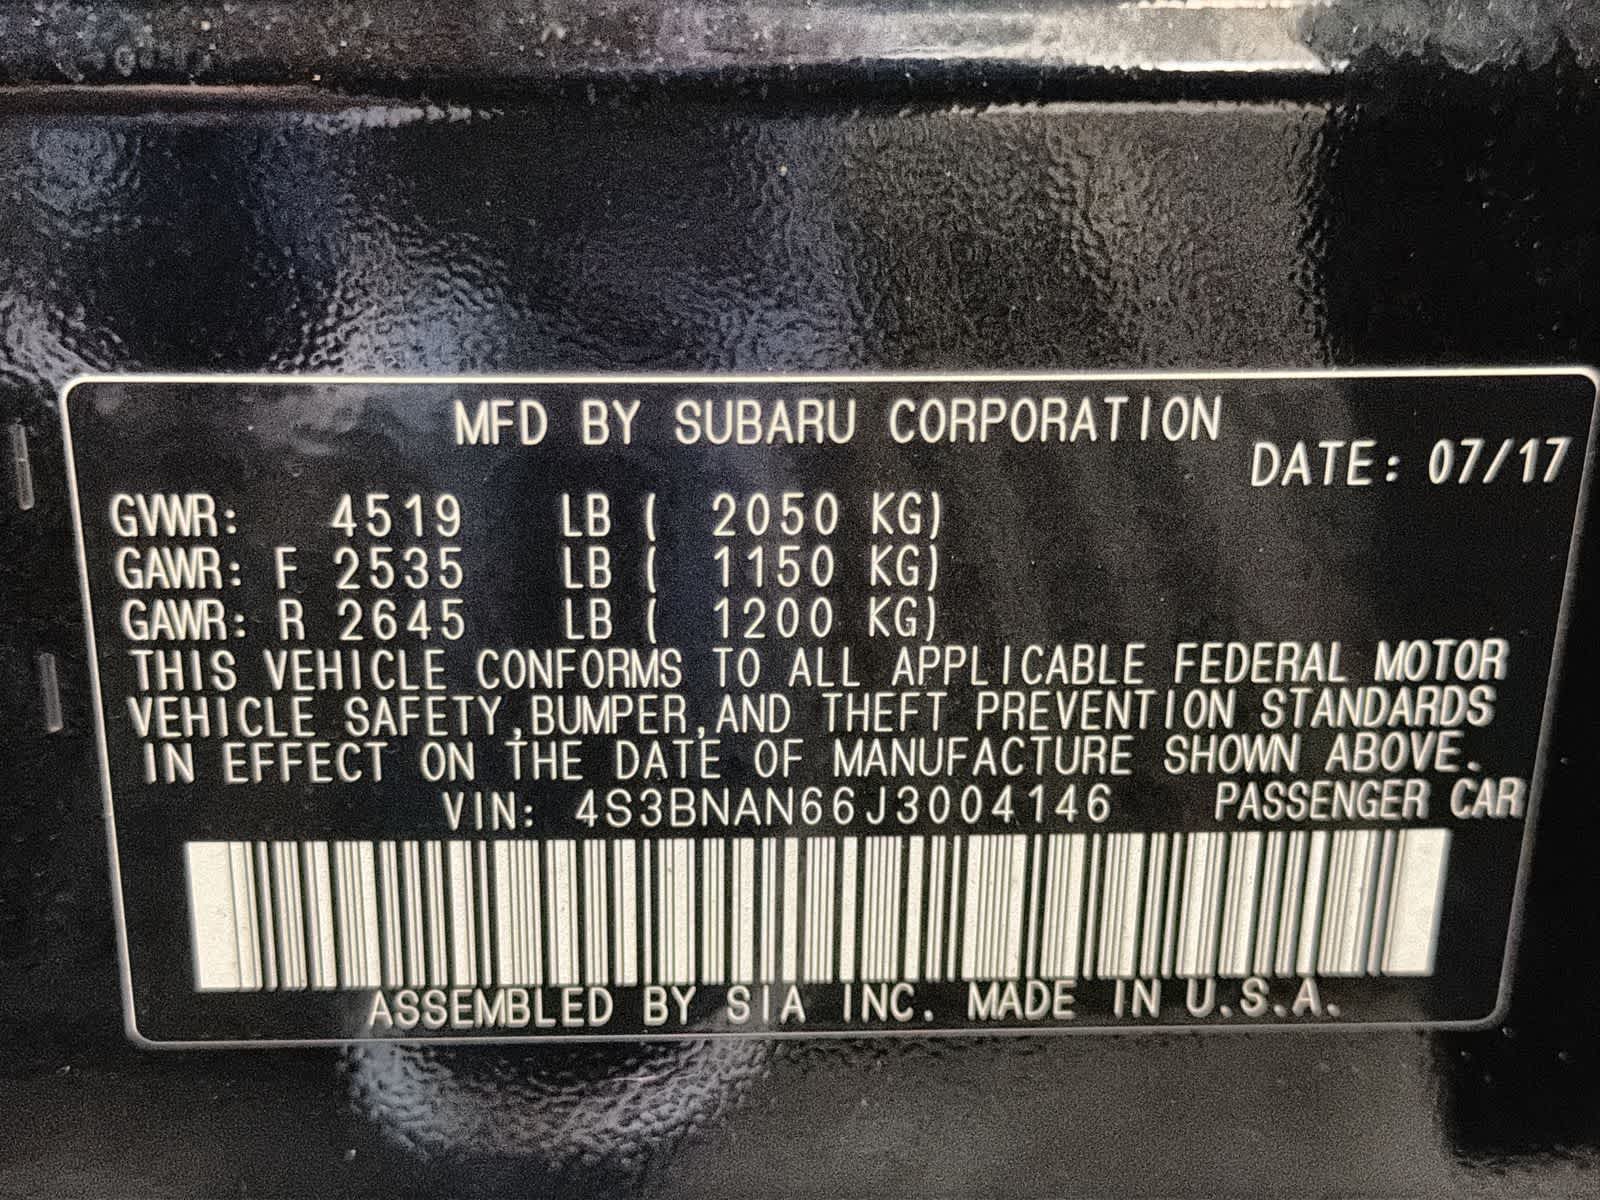 MFD BY SUBARU CORPORATION
DATE: 07/17
GVWR: 4519 LB ( 2050 KG)
GAWR: F 2535 LB ( 1150 KG)
GAWR: R 2645 LB ( 1200 KG)
THIS VEHICLE CONFORMS TO ALL APPLICABLE FEDERAL MOTOR
VEHICLE SAFETY,BUMPER,AND THEFT PREVENTION STANDARDS
IN EFFECT ON THE DATE OF MANUFACTURE SHOWN ABOVE.
VIN: 4S3BNAN66J3004146 PASSENGER CAR
ASSEMBLED BY SIA INC. MADE IN U.S.A.